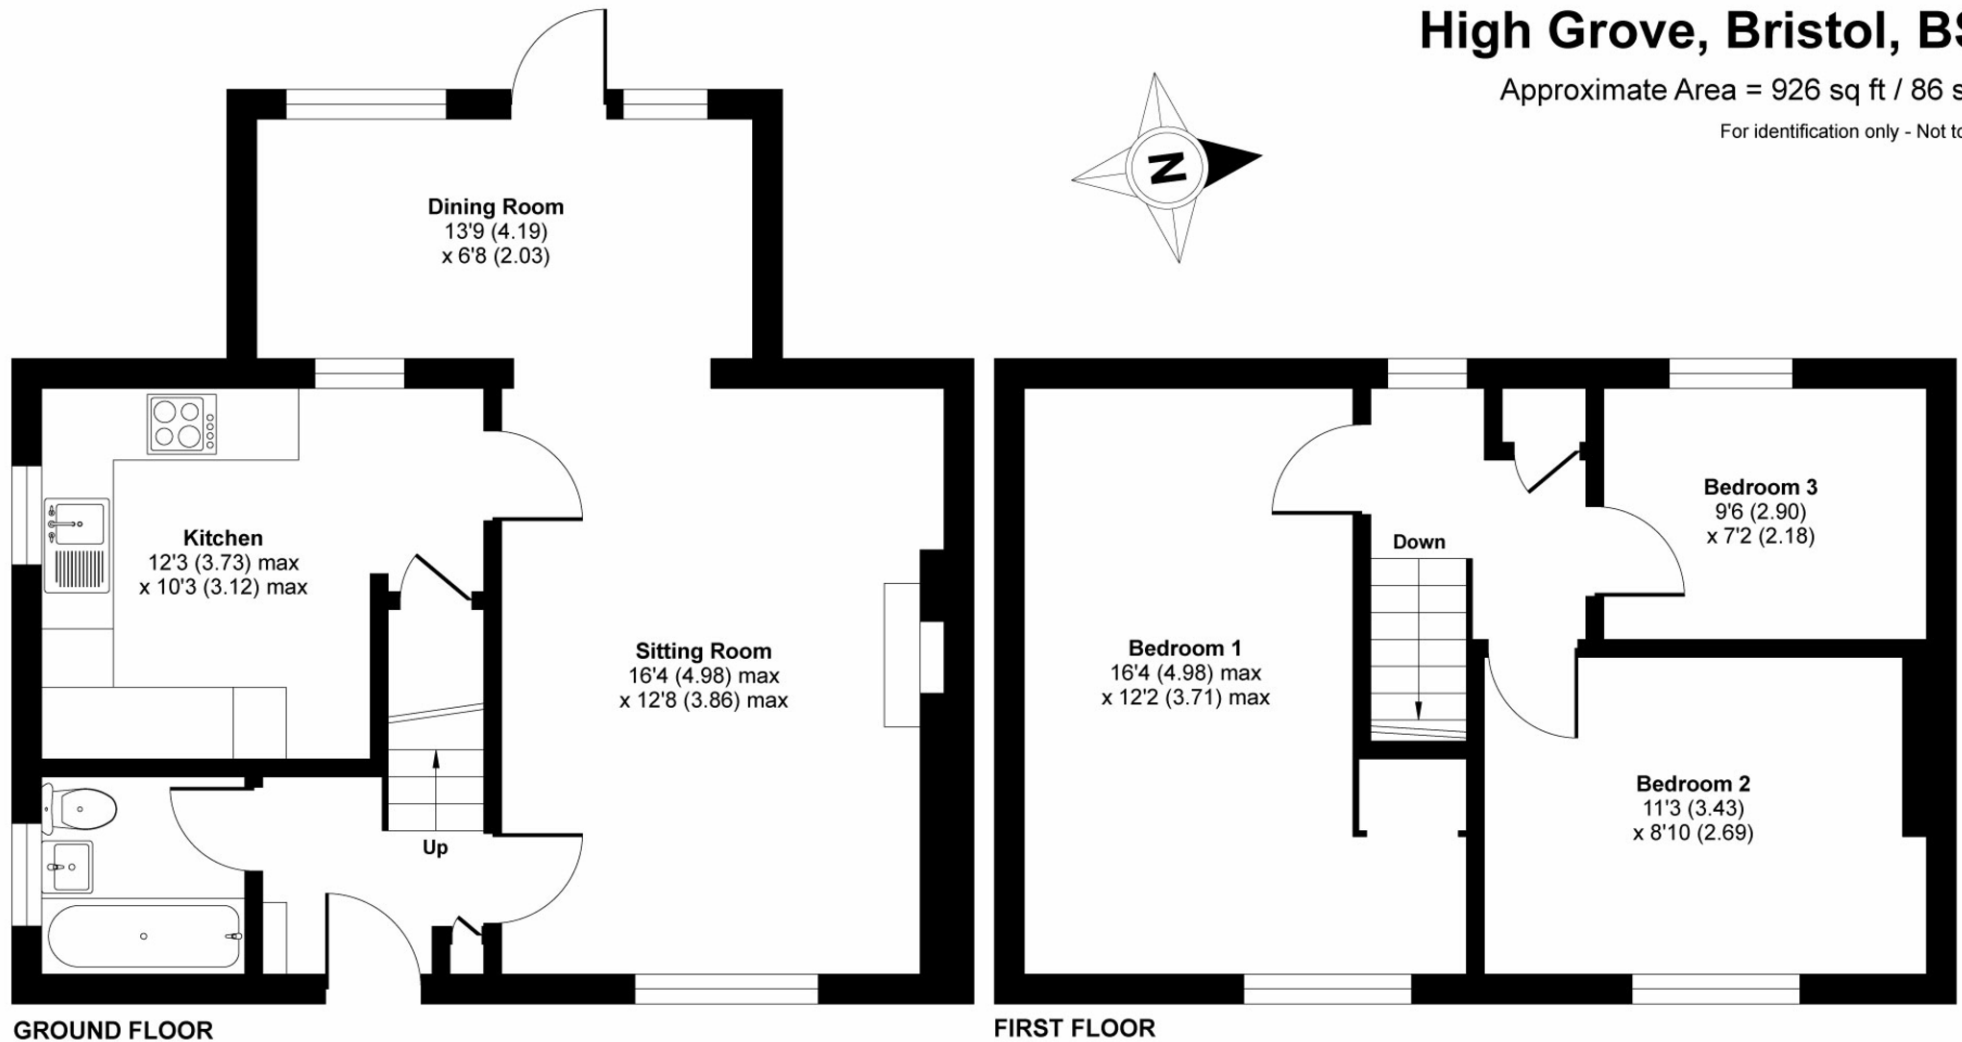 High Grove, Bristol, BS
Approximate Area = 926 sq ft / 86 s
For identification only - Not to
N
Dining Room
13'9 (4.19)
x 6'8 (2.03)
Kitchen
12'3 (3.73) max
x 10'3 (3.12) max
Sitting Room
16'4 (4.98) max
x 12'8 (3.86) max
Up
GROUND FLOOR
Bedroom 3
9'6 (2.90)
x 7'2 (2.18)
Down
Bedroom 1
16'4 (4.98) max
x 12'2 (3.71) max
Bedroom 2
11'3 (3.43)
x 8'10 (2.69)
FIRST FLOOR